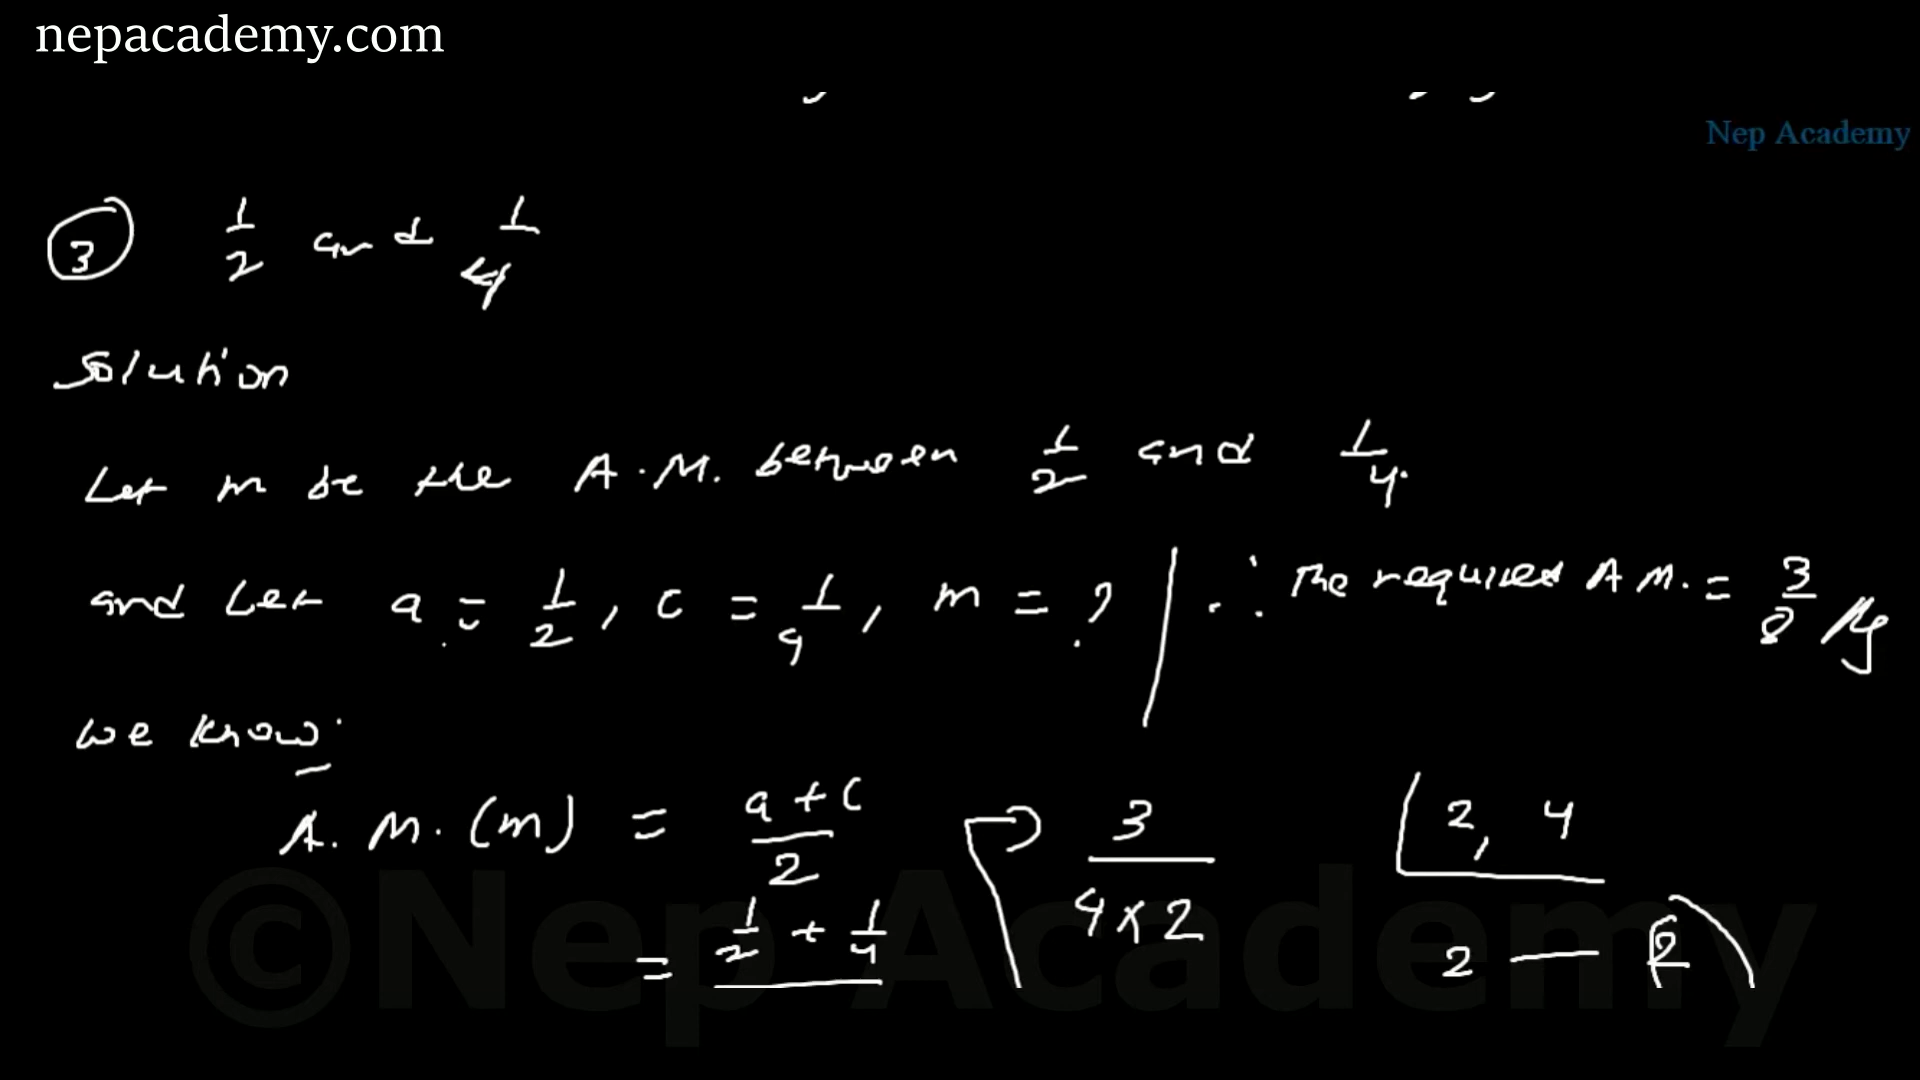 nepacademy.com
Nep Academy
3 1/2 and 1/4
Solution
Let m be the A.M. between 1/2 and 1/4.
and Let a = 1/2, c = 1/4, m = ?
∴ The required A M. = 3/8
we know
A. M. (m) = a + c / 2
= 1/2 + 1/4
3 / 4 × 2
2, 4
2 — 2
©Nep Academy